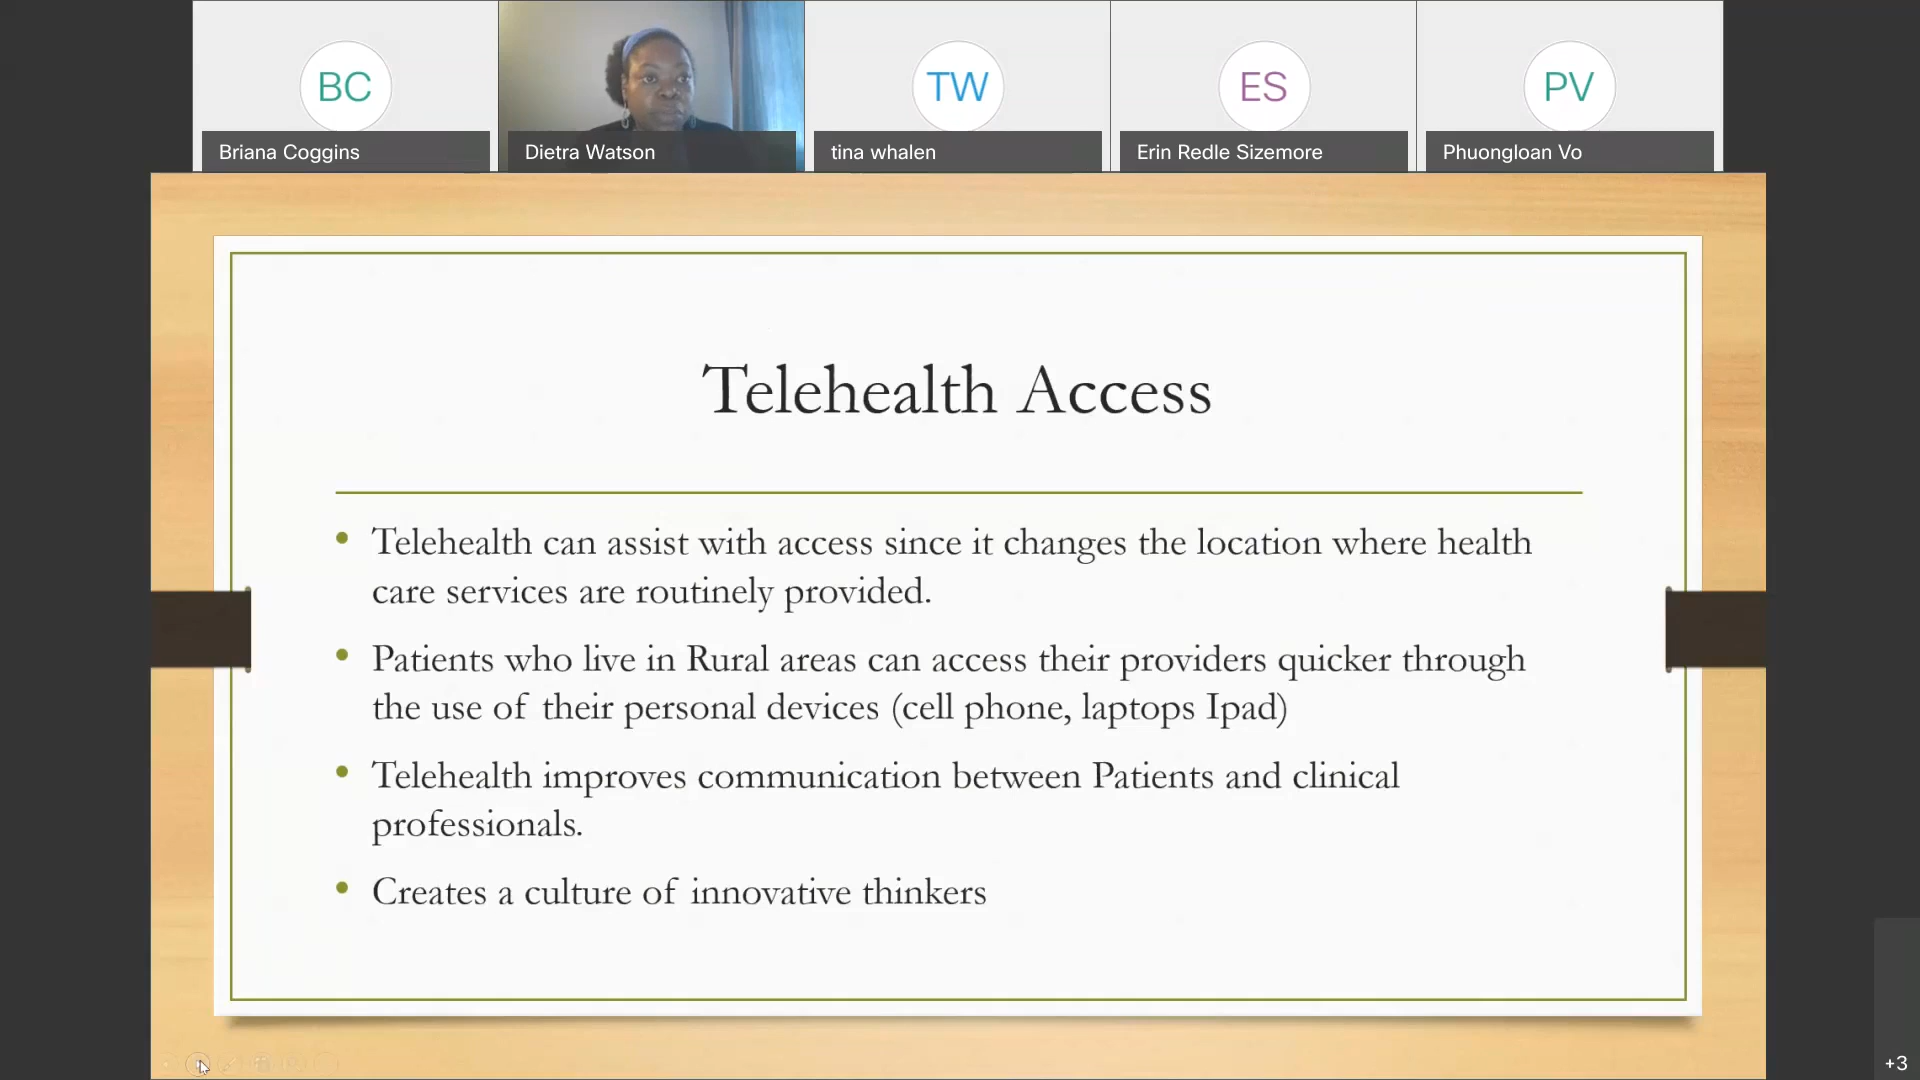 BC
TW
ES
PV
Briana Coggins
Dietra Watson
tina whalen
Erin Redle Sizemore
Phuongloan Vo
Telehealth Access
• Telehealth can assist with access since it changes the location where health
care services are routinely provided.
• Patients who live in Rural areas can access their providers quicker through
the use of their personal devices (cell phone, laptops Ipad)
• Telehealth improves communication between Patients and clinical
professionals.
• Creates a culture of innovative thinkers
+3